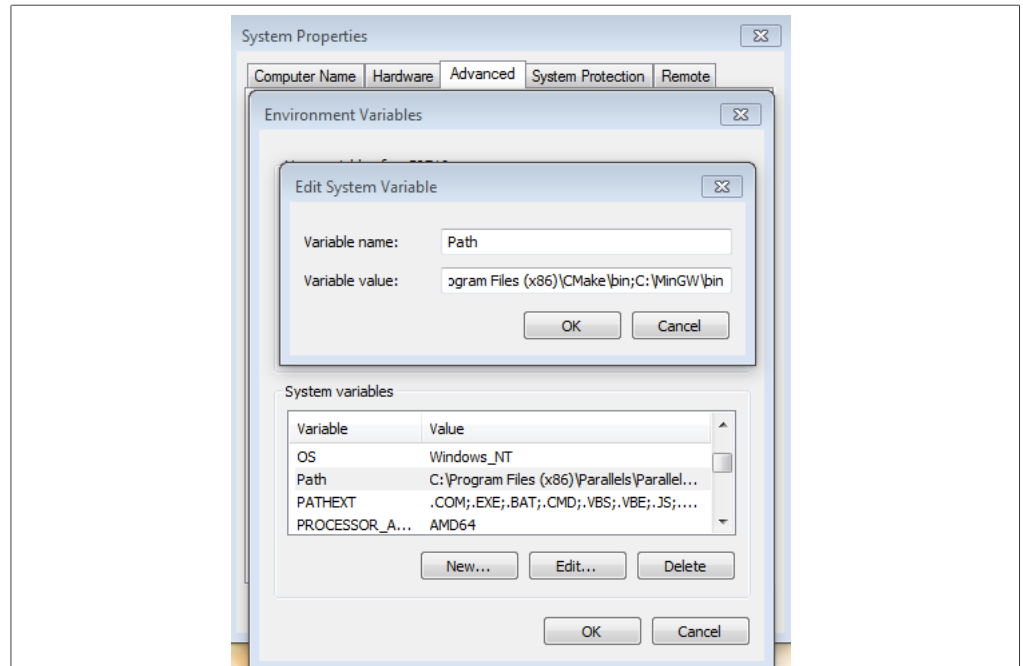 System Properties
Computer Name Hardware Advanced System Protection Remote
Environment Variables
Edit System Variable
Variable name: Path
Variable value: ogram Files (x86)\CMake\bin;C:\MinGW\bin
OK Cancel
System variables
Variable Value
OS Windows_NT
Path C:\Program Files (x86)\Parallels\Parallel...
PATHEXT .COM;.EXE;.BAT;.CMD;.VBS;.VBE;.JS;....
PROCESSOR_A... AMD64
New... Edit... Delete
OK Cancel